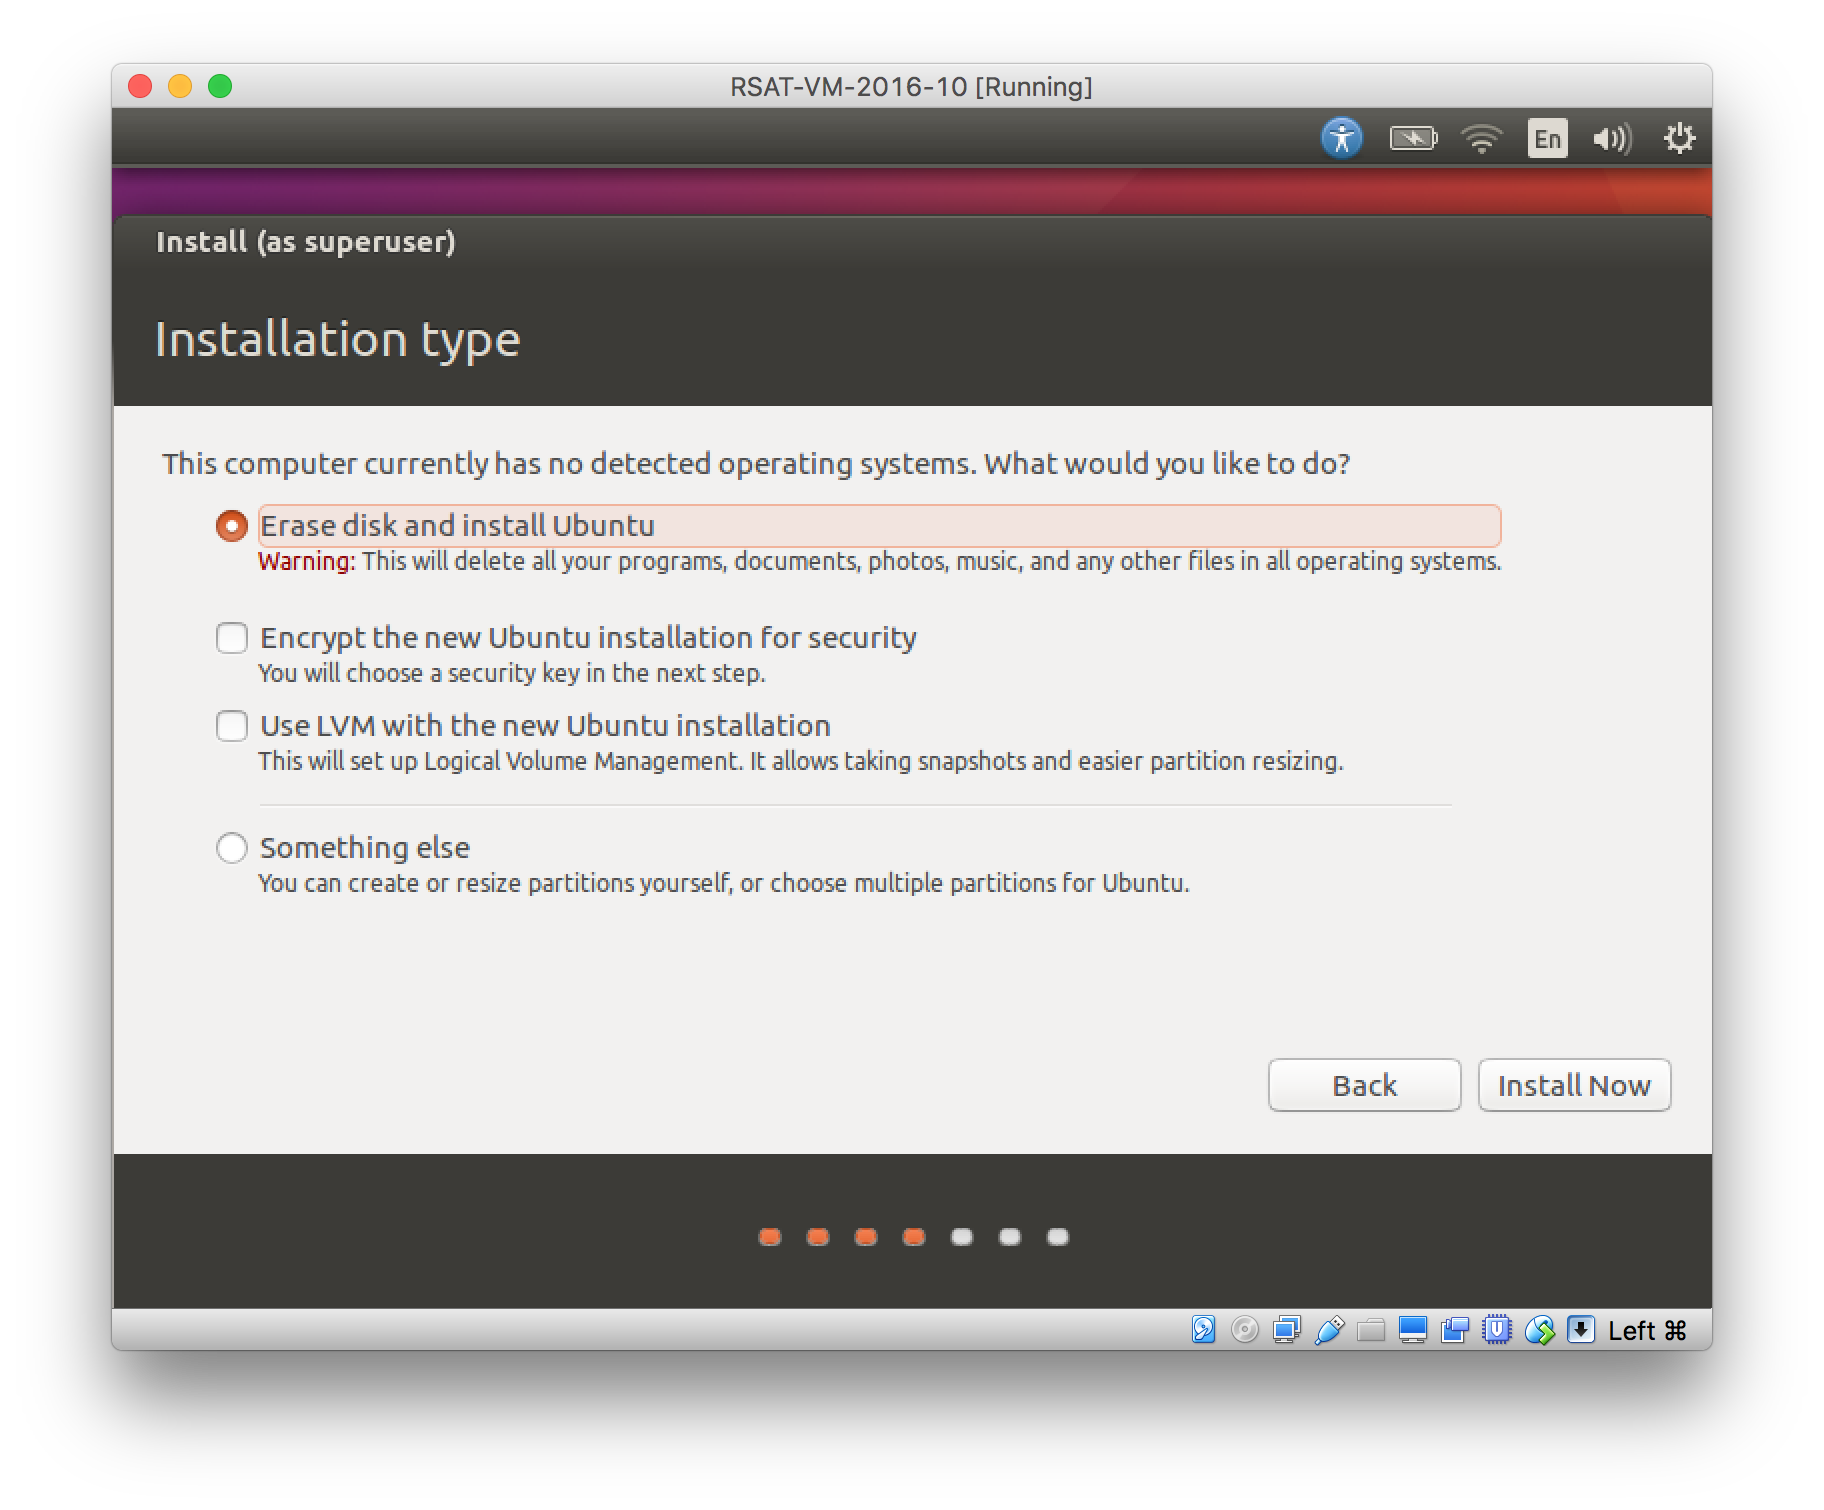 RSAT-VM-2016-10 [Running]
En
Install (as superuser)
Installation type
This computer currently has no detected operating systems. What would you like to do?
Erase disk and install Ubuntu
Warning: This will delete all your programs, documents, photos, music, and any other files in all operating systems.
Encrypt the new Ubuntu installation for security
You will choose a security key in the next step.
Use LVM with the new Ubuntu installation
This will set up Logical Volume Management. It allows taking snapshots and easier partition resizing.
Something else
You can create or resize partitions yourself, or choose multiple partitions for Ubuntu.
Back
Install Now
Left ⌘